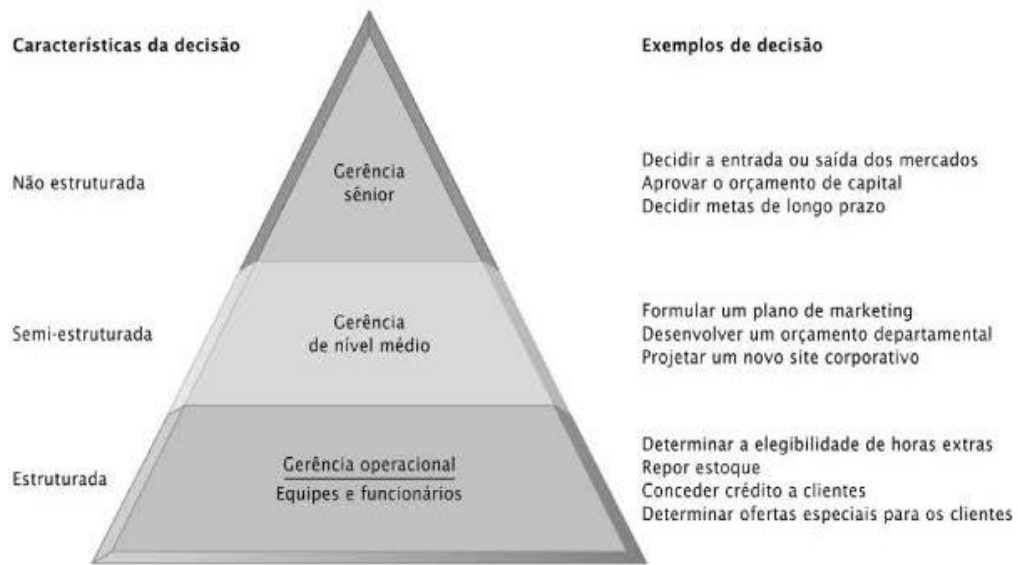 Características da decisão
Exemplos de decisão
Não estruturada
Gerência
sênior
Decidir a entrada ou saída dos mercados
Aprovar o orçamento de capital
Decidir metas de longo prazo
Semi-estruturada
Gerência
de nível médio
Formular um plano de marketing
Desenvolver um orçamento departamental
Projetar um novo site corporativo
Estruturada
Gerência operacional
Equipes e funcionários
Determinar a elegibilidade de horas extras
Repor estoque
Conceder crédito a clientes
Determinar ofertas especiais para os clientes